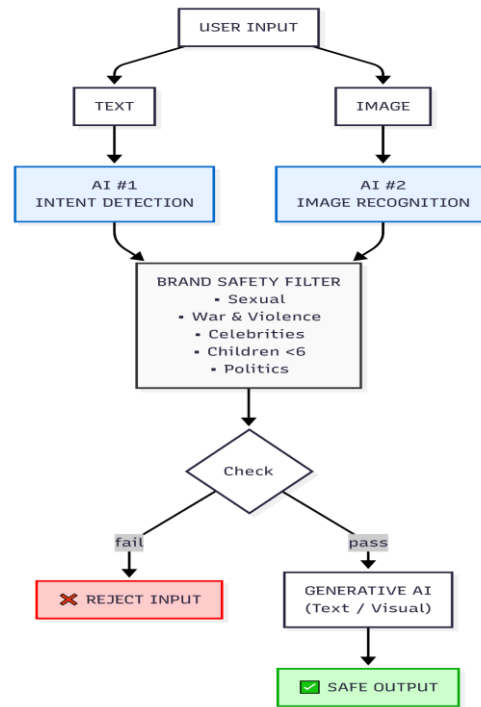 USER INPUT
TEXT
IMAGE
AI #1
INTENT DETECTION
AI #2
IMAGE RECOGNITION
BRAND SAFETY FILTER
▪ Sexual
▪ War & Violence
▪ Celebrities
▪ Children <6
▪ Politics
Check
fail
pass
❌ REJECT INPUT
GENERATIVE AI
(Text / Visual)
✅ SAFE OUTPUT